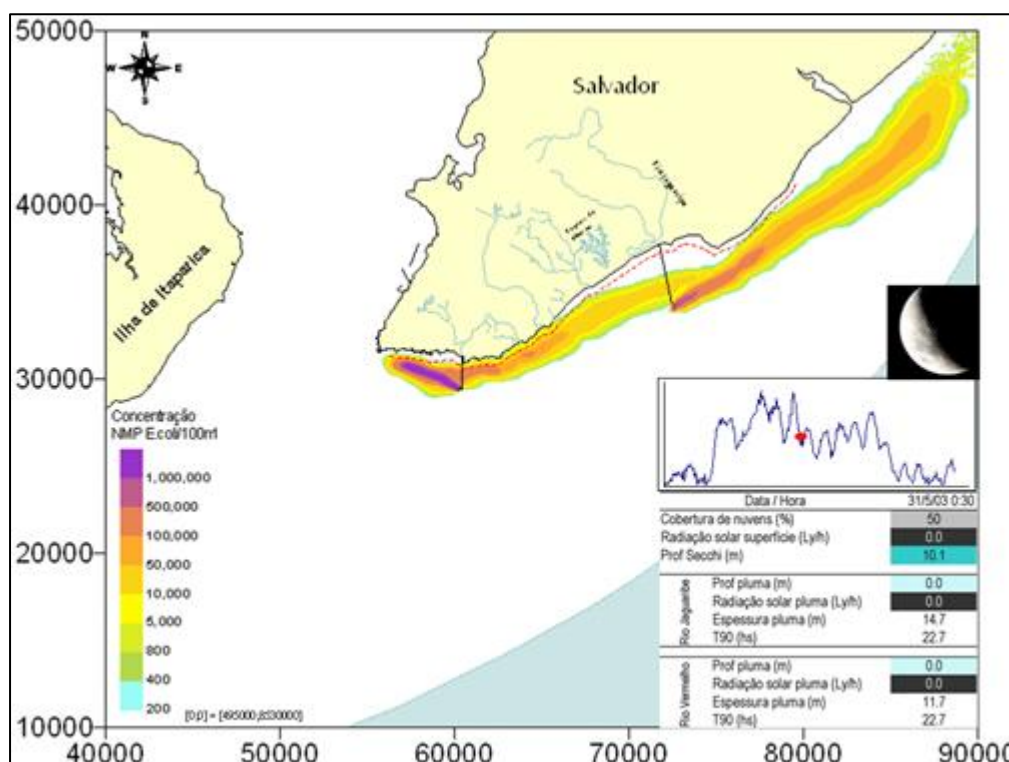 50000
40000
30000
20000
10000
40000
50000
60000
70000
80000
90000
N
W
E
S
Salvador
Ilha de Itaparica
Concentração
NMP E.coli/100ml
1,000,000
500,000
100,000
50,000
10,000
5,000
800
400
200
[0,0] = [495000;8530000]
Data / Hora 31/5/03 0:30
Cobertura de nuvens (%) 50
Radiação solar superfície (Ly/h) 0.0
Prof Secchi (m) 10.1
Rio Jaguaribe
Prof pluma (m) 0.0
Radiação solar pluma (Ly/h) 0.0
Espessura pluma (m) 14.7
T90 (hs) 22.7
Rio Vermelho
Prof pluma (m) 0.0
Radiação solar pluma (Ly/h) 0.0
Espessura pluma (m) 11.7
T90 (hs) 22.7